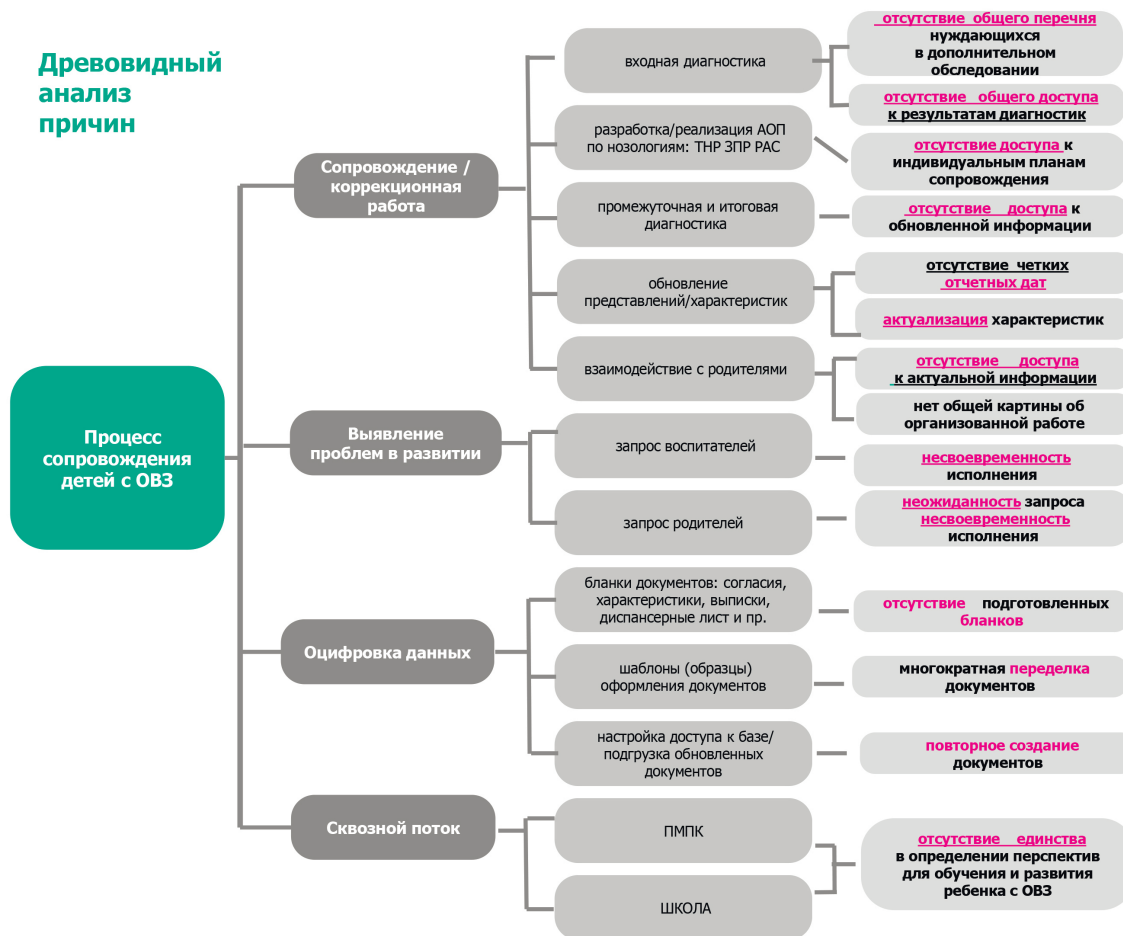 Древовидный
анализ
причин
Процесс
сопровождения
детей с ОВЗ
Сопровождение /
коррекционная
работа
входная диагностика
отсутствие общего перечня
нуждающихся
в дополнительном
обследовании
отсутствие общего доступа
к результатам диагностик
разработка/реализация АОП
по нозологиям: ТНР ЗПР РАС
отсутствие доступа к
индивидуальным планам
сопровождения
промежуточная и итоговая
диагностика
отсутствие доступа к
обновленной информации
обновление
представлений/характеристик
отсутствие четких
отчетных дат
актуализация характеристик
взаимодействие с родителями
отсутствие доступа
к актуальной информации
нет общей картины об
организованной работе
Выявление
проблем в развитии
запрос воспитателей
несвоевременность
исполнения
запрос родителей
неожиданность запроса
несвоевременность
исполнения
Оцифровка данных
бланки документов: согласия,
характеристики, выписки,
диспансерные лист и пр.
отсутствие подготовленных
бланков
шаблоны (образцы)
оформления документов
многократная переделка
документов
настройка доступа к базе/
подгрузка обновленных
документов
повторное создание
документов
Сквозной поток
ПМПК
ШКОЛА
отсутствие единства
в определении перспектив
для обучения и развития
ребенка с ОВЗ